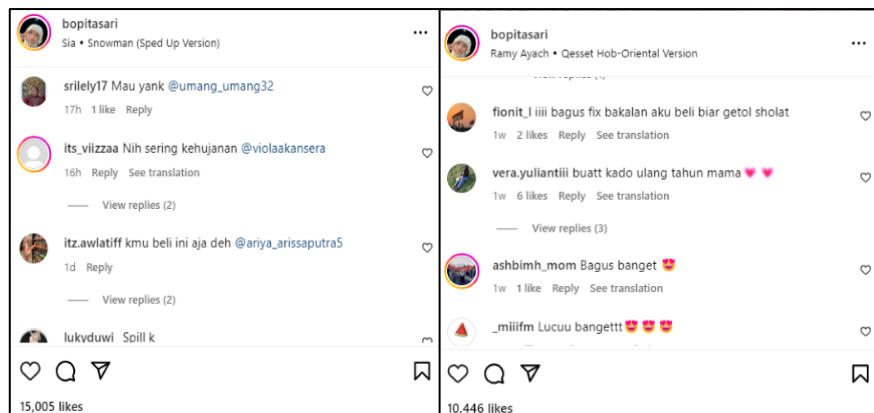 bopitasari
Sia • Snowman (Sped Up Version)
srilely17 Mau yank @umang_umang32
17h 1 like Reply
its_viizzaa Nih sering kehujanan @violaakansera
16h Reply See translation
View replies (2)
itz.awlatiff kmu beli ini aja deh @ariya_arissaputra5
1d Reply
View replies (2)
lukyduwi Spill k
15,005 likes
bopitasari
Ramy Ayach • Qesset Hob-Oriental Version
View replies (1)
fionit_l iiii bagus fix bakalan aku beli biar getol sholat
1w 2 likes Reply See translation
vera.yuliantiii buatt kado ulang tahun mama💗 💗
1w 6 likes Reply See translation
View replies (3)
ashbimh_mom Bagus banget 😍
1w 1 like Reply See translation
_miiifm Lucuu bangettt😍 😍 😍
10,446 likes